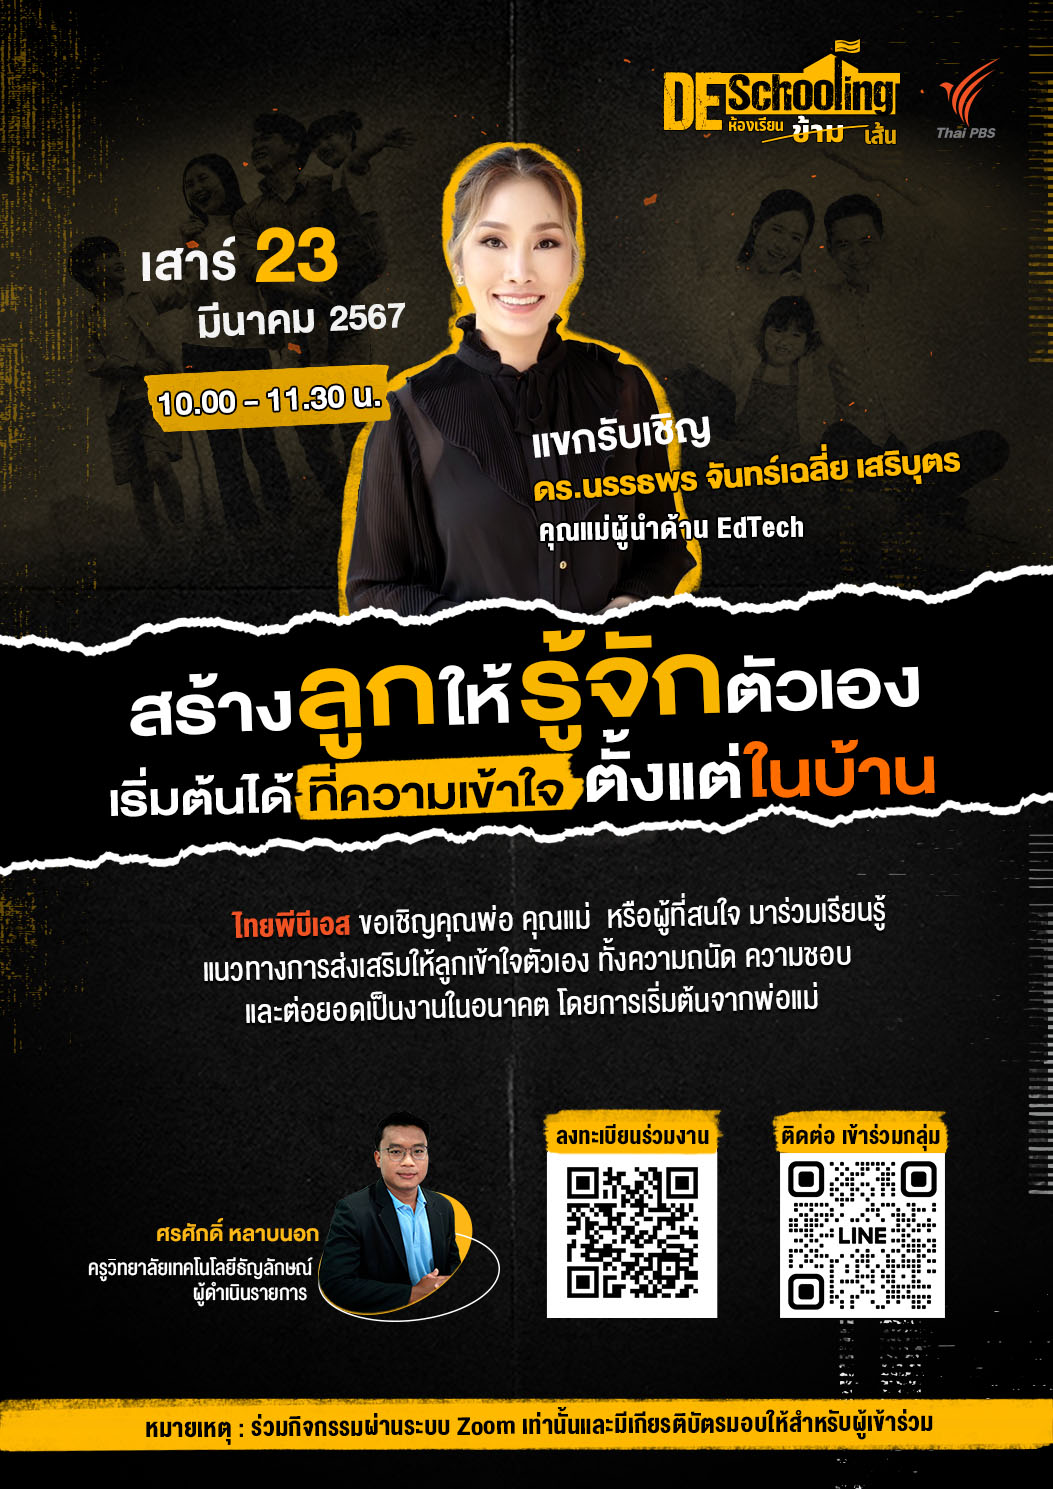 DESchooling
ห้องเรียน ข้าม เส้น
Thai PBS
เสาร์ 23
มีนาคม 2567
10.00 - 11.30 น.
แขกรับเชิญ
ดร.นรรธพร จันทร์เฉลี่ย เสริบุตร
คุณแม่ผู้นำด้าน EdTech
สร้างลูกให้รู้จักตัวเอง
เริ่มต้นได้ที่ความเข้าใจ ตั้งแต่ในบ้าน
ไทยพีบีเอส ขอเชิญคุณพ่อ คุณแม่ หรือผู้ที่สนใจ มาร่วมเรียนรู้
แนวทางการส่งเสริมให้ลูกเข้าใจตัวเอง ทั้งความถนัด ความชอบ
และต่อยอดเป็นงานในอนาคต โดยการเริ่มต้นจากพ่อแม่
ศรศักดิ์ หลาบนอก
ครูวิทยาลัยเทคโนโลยีธัญลักษณ์
ผู้ดำเนินรายการ
ลงทะเบียนร่วมงาน
ติดต่อ เข้าร่วมกลุ่ม
LINE
หมายเหตุ : ร่วมกิจกรรมผ่านระบบ Zoom เท่านั้นและมีเกียรติบัตรมอบให้สำหรับผู้เข้าร่วม